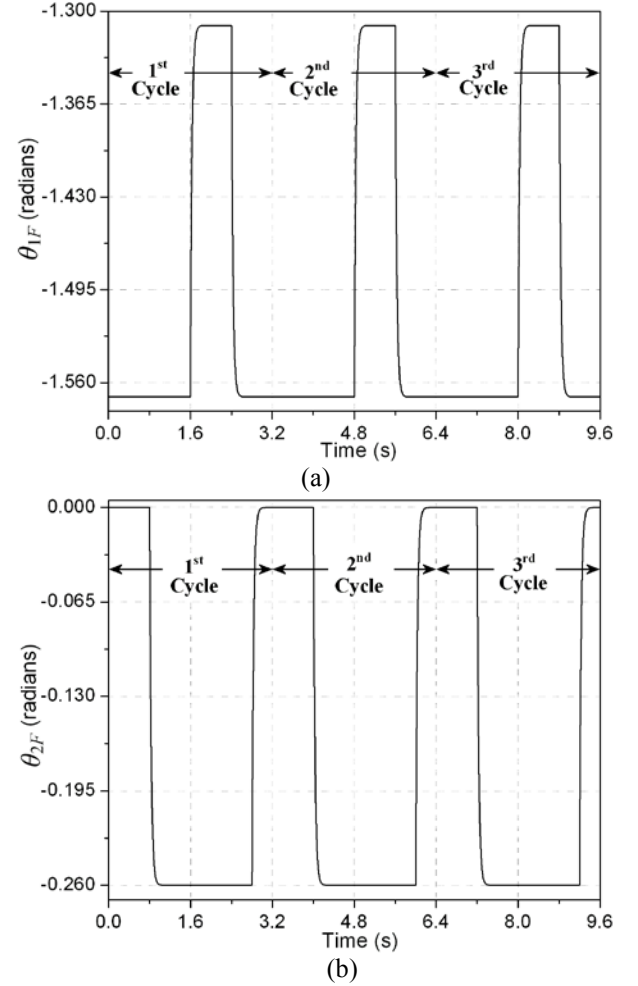 -1.300
-1.365
-1.430
-1.495
-1.560
θ1F (radians)
1st Cycle
2nd Cycle
3rd Cycle
0.0 1.6 3.2 4.8 6.4 8.0 9.6
Time (s)
(a)
0.000
-0.065
-0.130
-0.195
-0.260
θ2F (radians)
1st Cycle
2nd Cycle
3rd Cycle
0.0 1.6 3.2 4.8 6.4 8.0 9.6
Time (s)
(b)